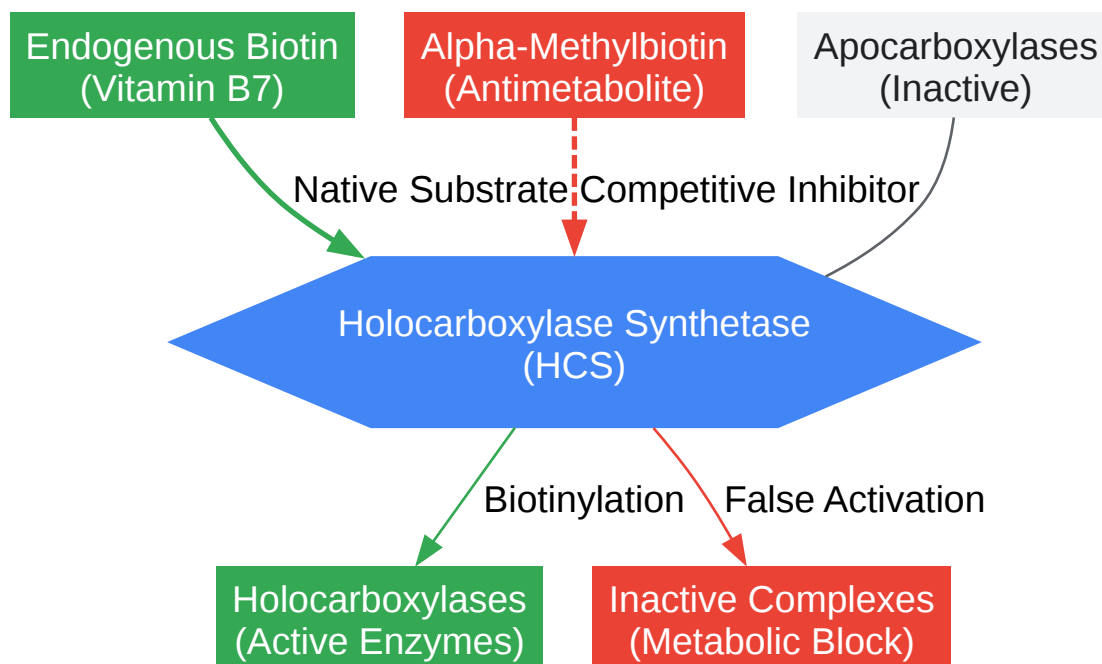 Endogenous Biotin
(Vitamin B7)
Alpha-Methylbiotin
(Antimetabolite)
Apocarboxylases
(Inactive)
Native Substrate
Competitive Inhibitor
Holocarboxylase Synthetase
(HCS)
Biotinylation
False Activation
Holocarboxylases
(Active Enzymes)
Inactive Complexes
(Metabolic Block)